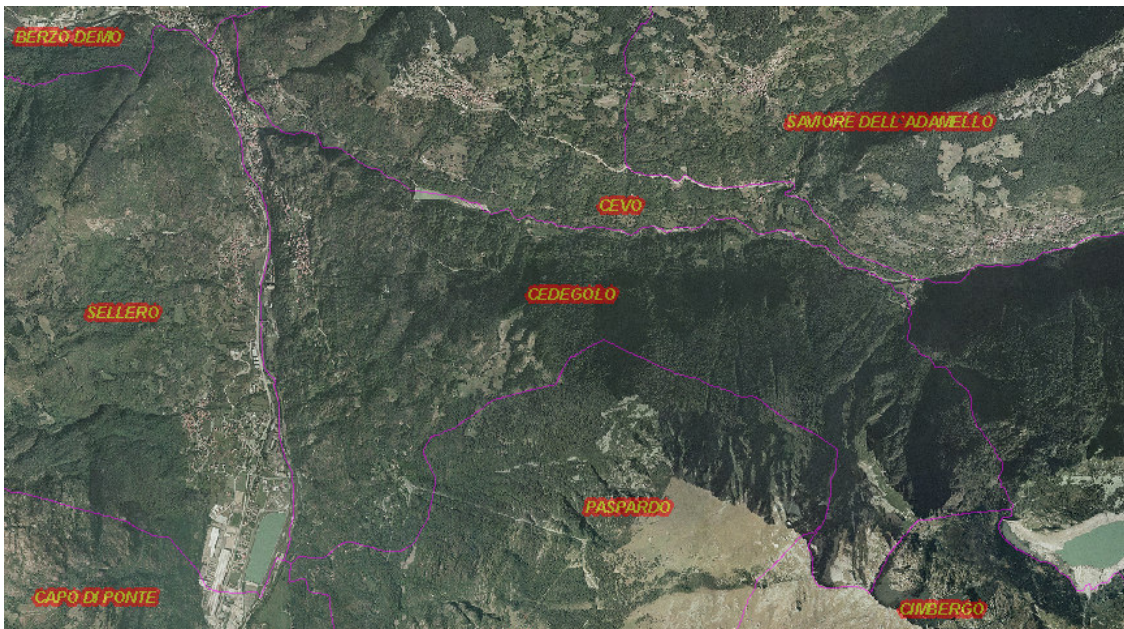 BERZO DEMO
SAVIORE DELL'ADAMELLO
CEVO
CEDEGOLO
SELLERO
PASPARDO
CAPO DI PONTE
CIMBERGO